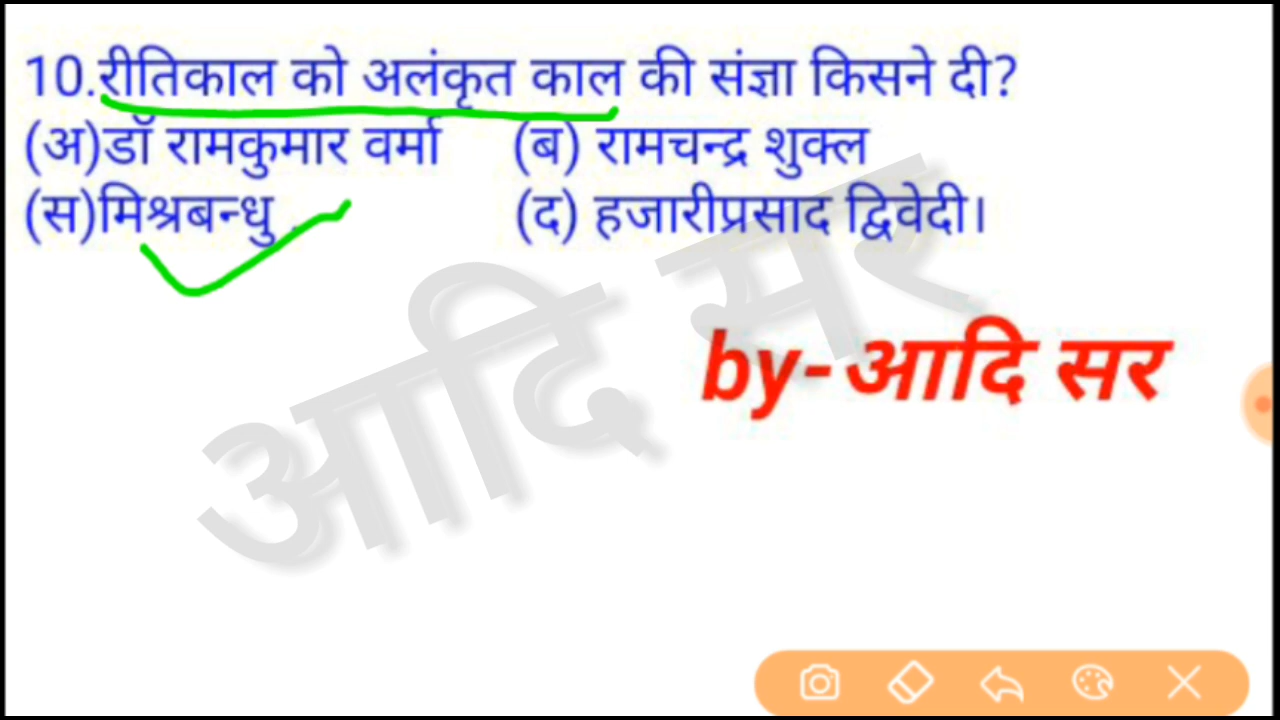 10.रीतिकाल को अलंकृत काल की संज्ञा किसने दी?
(अ)डॉ रामकुमार वर्मा (ब) रामचन्द्र शुक्ल
(स)मिश्रबन्धु (द) हजारीप्रसाद द्विवेदी।
आदि सर
by-आदि सर